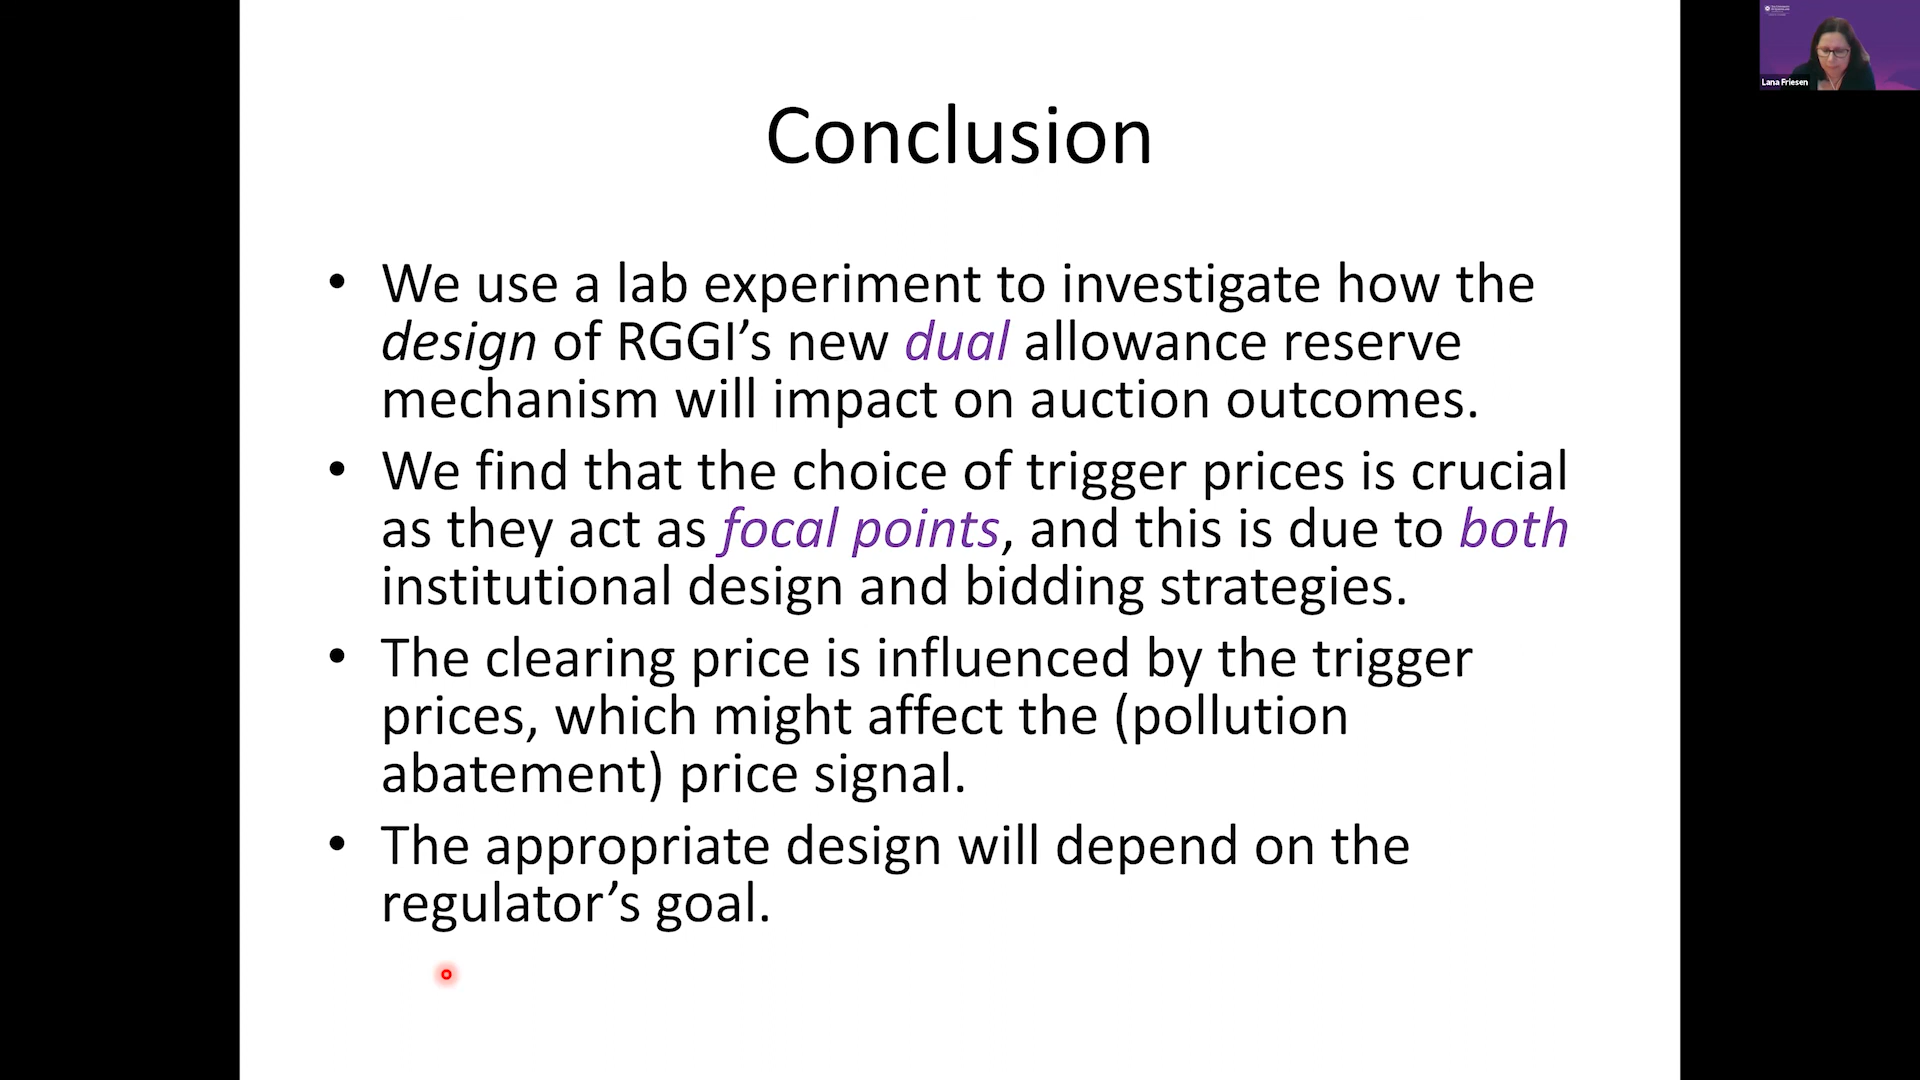 Conclusion
• We use a lab experiment to investigate how the
design of RGGI’s new dual allowance reserve
mechanism will impact on auction outcomes.
• We find that the choice of trigger prices is crucial
as they act as focal points, and this is due to both
institutional design and bidding strategies.
• The clearing price is influenced by the trigger
prices, which might affect the (pollution
abatement) price signal.
• The appropriate design will depend on the
regulator’s goal.
Lana Friesen